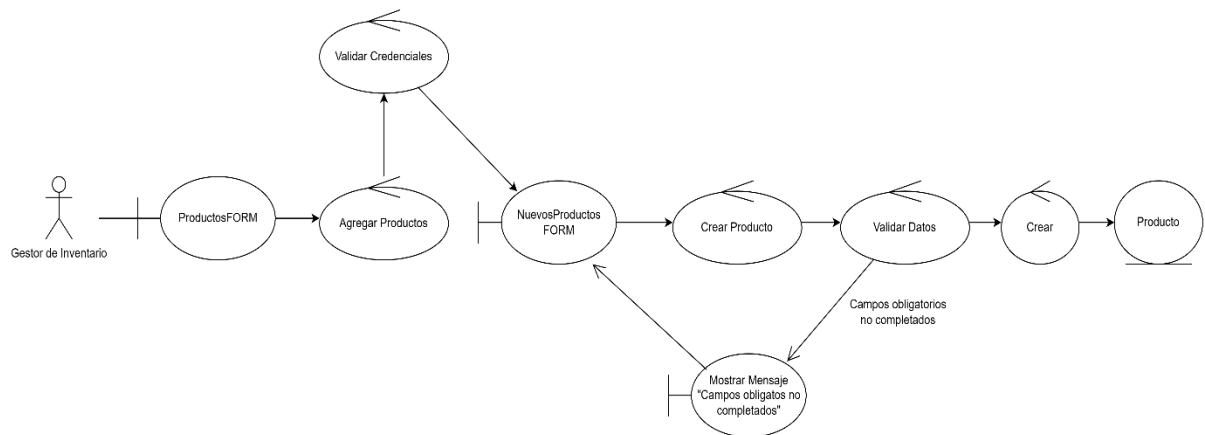 Validar Credenciales
Gestor de Inventario
ProductosFORM
Agregar Productos
NuevosProductos
FORM
Crear Producto
Validar Datos
Crear
Producto
Campos obligatorios
no completados
Mostrar Mensaje
"Campos obligatos no
completados"